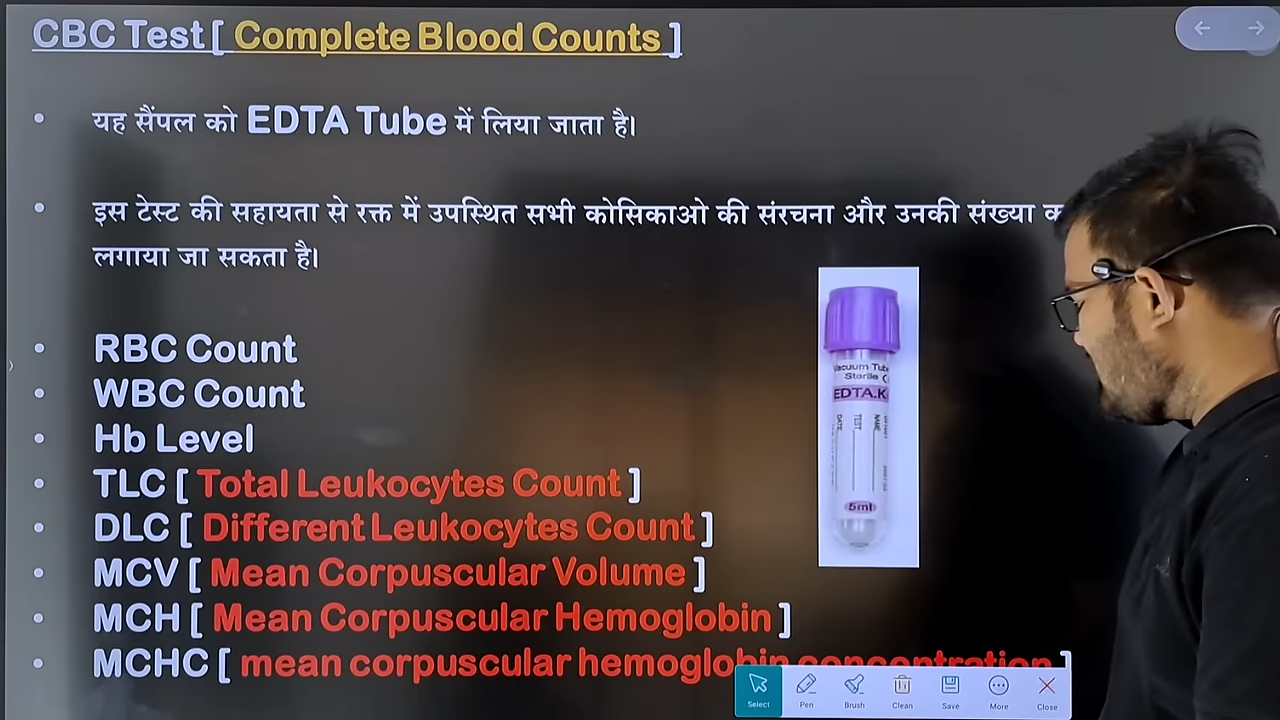 CBC Test [ Complete Blood Counts ]
• यह सैंपल को EDTA Tube में लिया जाता है।
• इस टेस्ट की सहायता से रक्त में उपस्थित सभी कोसिकाओ की संरचना और उनकी संख्या
लगाया जा सकता है।
• RBC Count
• WBC Count
• Hb Level
• TLC [ Total Leukocytes Count ]
• DLC [ Different Leukocytes Count ]
• MCV [ Mean Corpuscular Volume ]
• MCH [ Mean Corpuscular Hemoglobin ]
• MCHC [ mean corpuscular hemoglobin concentration ]
Vacuum Tube
Sterile
EDTA.K
DATE
TEST
NAME
5ml
Select Pen Brush Clean Save More Close